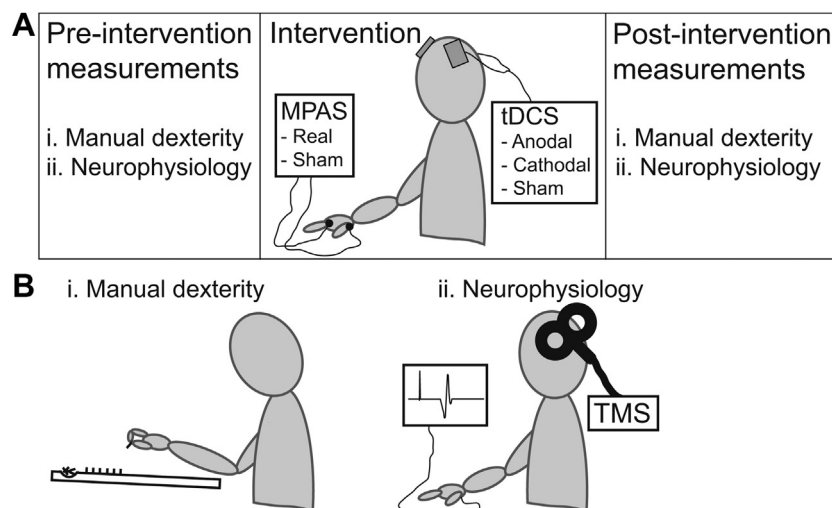 A
Pre-intervention
measurements
i. Manual dexterity
ii. Neurophysiology
Intervention
MPAS
- Real
- Sham
tDCS
- Anodal
- Cathodal
- Sham
Post-intervention
measurements
i. Manual dexterity
ii. Neurophysiology
B
i. Manual dexterity
ii. Neurophysiology
TMS